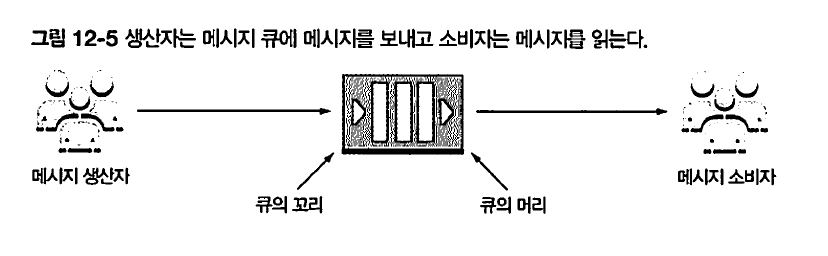 그림 12-5 생산자는 메시지 큐에 메시지를 보내고 소비자는 메시지를 읽는다.
메시지 생산자
메시지 소비자
큐의 꼬리
큐의 머리